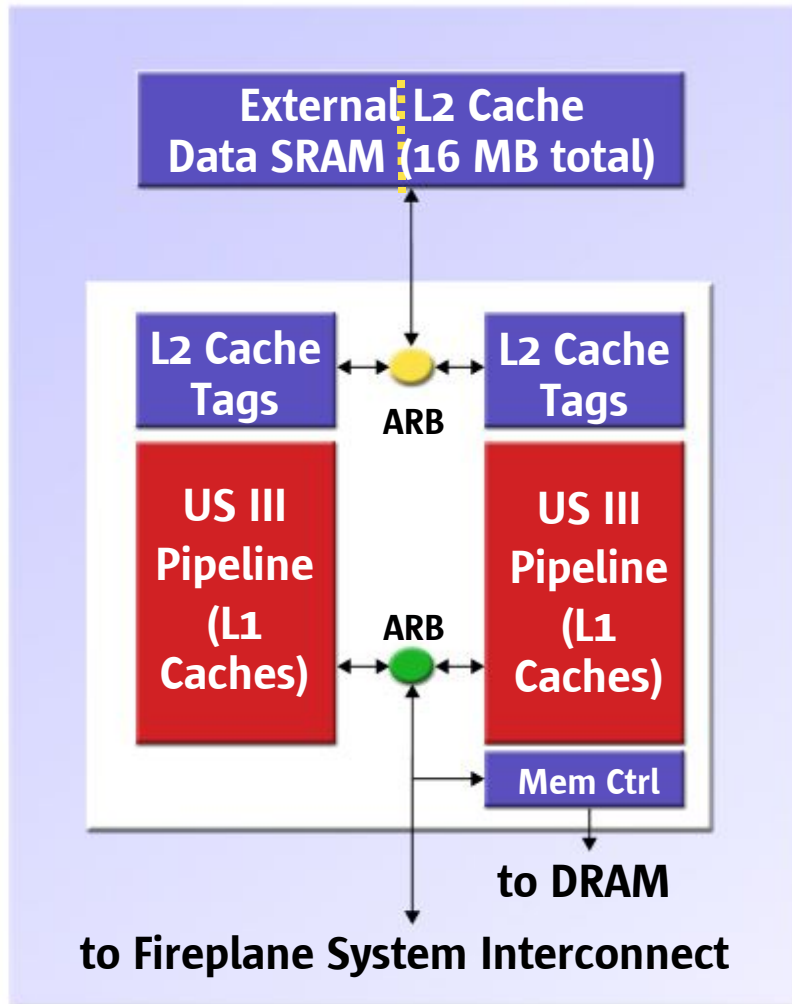 External L2 Cache
Data SRAM (16 MB total)
L2 Cache
Tags
L2 Cache
Tags
ARB
US III
Pipeline
(L1
Caches)
US III
Pipeline
(L1
Caches)
ARB
Mem Ctrl
to DRAM
to Fireplane System Interconnect